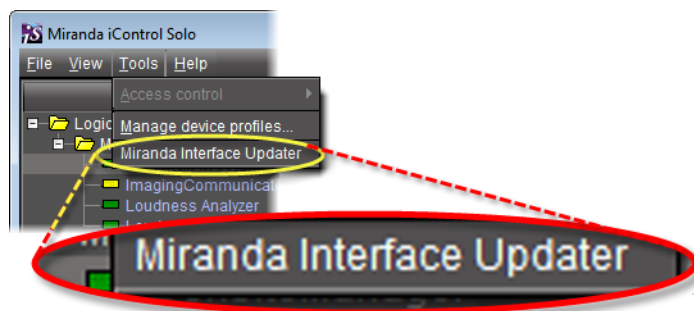 Miranda iControl Solo
File View Tools Help
Access control
Logic
Manage device profiles...
Miranda Interface Updater
ImagingCommunicat
Loudness Analyzer
Miranda Interface Updater